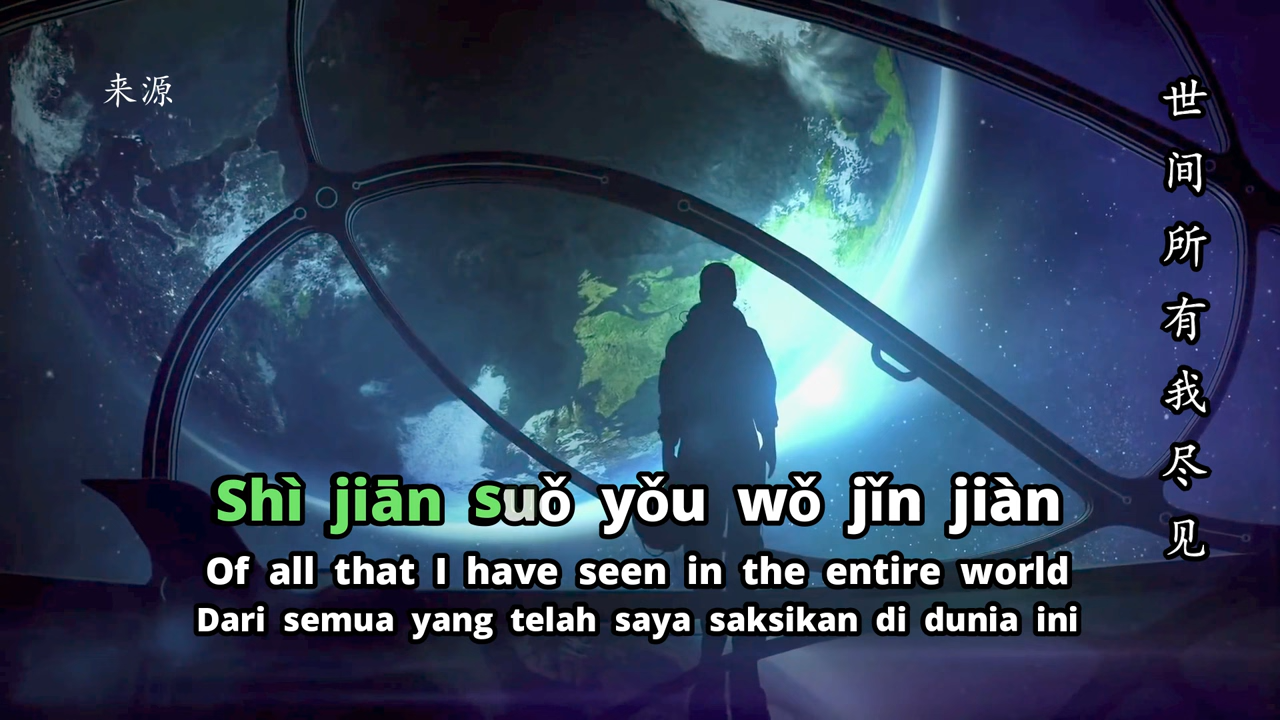 来源
世间所有我尽见
Shì jiān suǒ yǒu wǒ jǐn jiàn
Of all that I have seen in the entire world
Dari semua yang telah saya saksikan di dunia ini